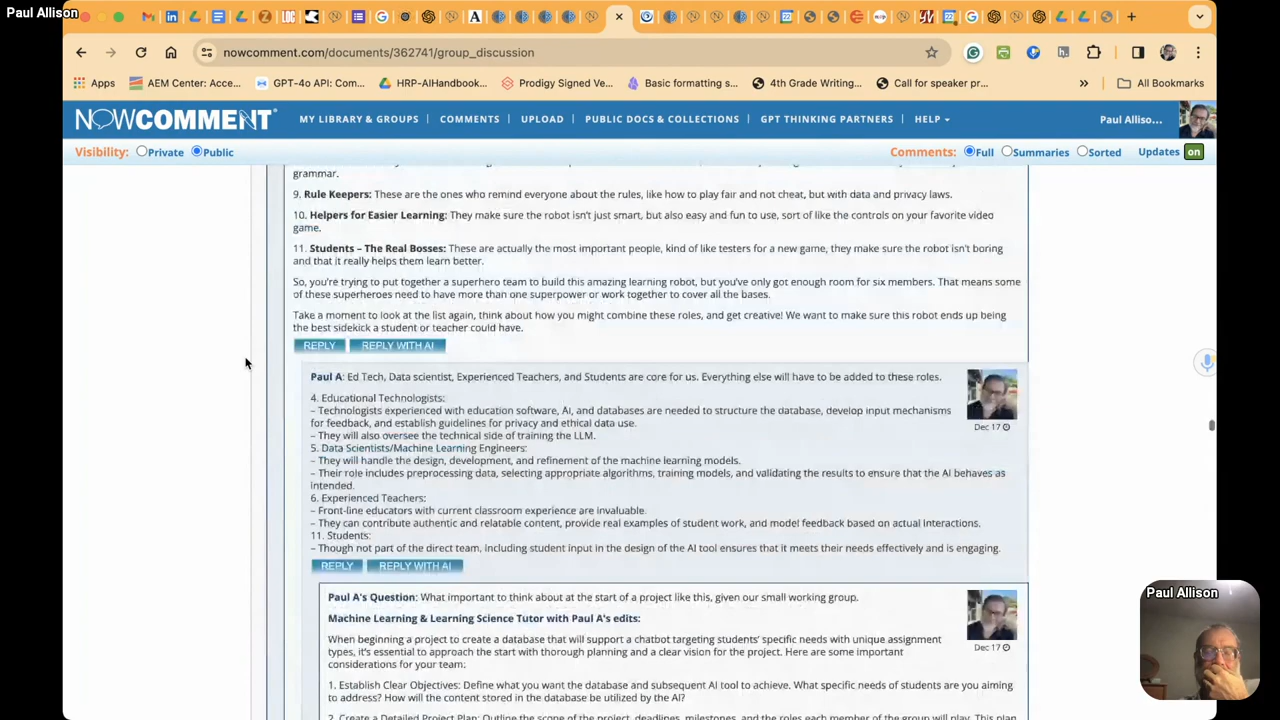 Paul Allison
nowcomment.com/documents/362741/group_discussion
Apps
AEM Center: Acce...
GPT-4o API: Com...
HRP-AIHandbook...
Prodigy Signed Ve...
Basic formatting s...
4th Grade Writing...
Call for speaker pr...
»
All Bookmarks
NOWCOMMENT
MY LIBRARY & GROUPS
COMMENTS
UPLOAD
PUBLIC DOCS & COLLECTIONS
GPT THINKING PARTNERS
HELP
Paul Alliso...
Visibility: Private Public
Comments: Full Summaries Sorted Updates on
grammar.
9. Rule Keepers: These are the ones who remind everyone about the rules, like how to play fair and not cheat, but with data and privacy laws.
10. Helpers for Easier Learning: They make sure the robot isn't just smart, but also easy and fun to use, sort of like the controls on your favorite video
game.
11. Students – The Real Bosses: These are actually the most important people, kind of like testers for a new game, they make sure the robot isn't boring
and that it really helps them learn better.
So, you're trying to put together a superhero team to build this amazing learning robot, but you've only got enough room for six members. That means some
of these superheroes need to have more than one superpower or work together to cover all the bases.
Take a moment to look at the list again, think about how you might combine these roles, and get creative! We want to make sure this robot ends up being
the best sidekick a student or teacher could have.
REPLY
REPLY WITH AI
Paul A: Ed Tech, Data scientist, Experienced Teachers, and Students are core for us. Everything else will have to be added to these roles.
Dec 17
4. Educational Technologists:
– Technologists experienced with education software, AI, and databases are needed to structure the database, develop input mechanisms
for feedback, and establish guidelines for privacy and ethical data use.
– They will also oversee the technical side of training the LLM.
5. Data Scientists/Machine Learning Engineers:
– They will handle the design, development, and refinement of the machine learning models.
– Their role includes preprocessing data, selecting appropriate algorithms, training models, and validating the results to ensure that the AI behaves as
intended.
6. Experienced Teachers:
– Front-line educators with current classroom experience are invaluable.
– They can contribute authentic and relatable content, provide real examples of student work, and model feedback based on actual interactions.
11. Students:
– Though not part of the direct team, including student input in the design of the AI tool ensures that it meets their needs effectively and is engaging.
REPLY
REPLY WITH AI
Paul A's Question: What important to think about at the start of a project like this, given our small working group.
Dec 17
Machine Learning & Learning Science Tutor with Paul A's edits:
When beginning a project to create a database that will support a chatbot targeting students' specific needs with unique assignment
types, it's essential to approach the start with thorough planning and a clear vision for the project. Here are some important
considerations for your team:
1. Establish Clear Objectives: Define what you want the database and subsequent AI tool to achieve. What specific needs of students are you aiming
to address? How will the content stored in the database be utilized by the AI?
2. Create a Detailed Project Plan: Outline the scope of the project, deadlines, milestones, and the roles each member of the group will play. This plan
Paul Allison